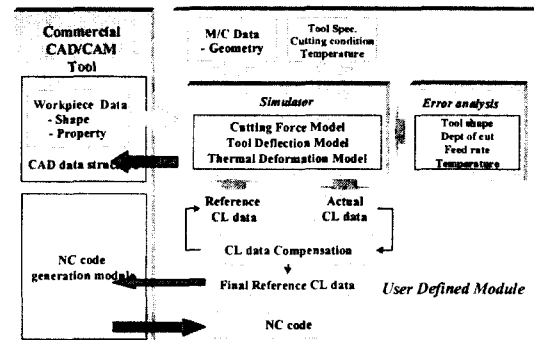 Commercial
CAD/CAM
Tool
Workpiece Data
- Shape
- Property
CAD data structure
NC code
generation module
M/C Data
- Geometry
Tool Spec.
Cutting condition
Temperature
Simulator
Cutting Force Model
Tool Deflection Model
Thermal Deformation Model
Error analysis
Tool shape
Dept of cut
Feed rate
Temperature
Reference
CL data
Actual
CL data
CL data Compensation
Final Reference CL data
NC code
User Defined Module